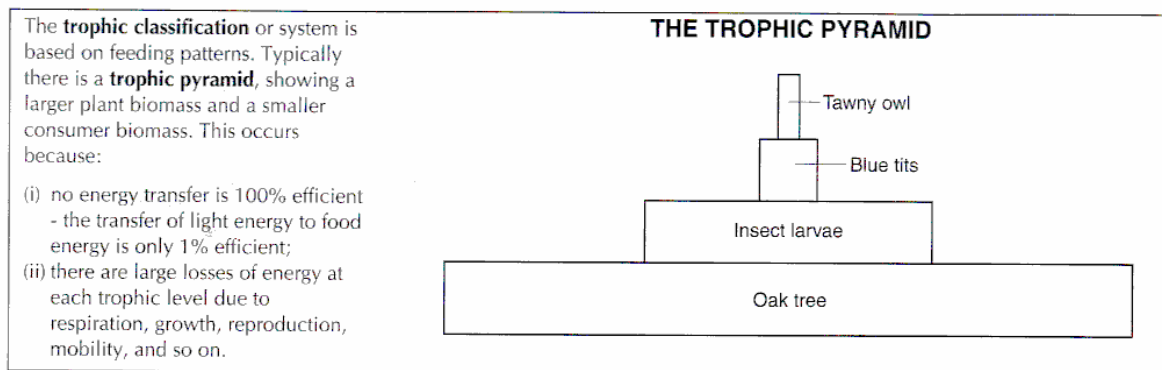 The trophic classification or system is
based on feeding patterns. Typically
there is a trophic pyramid, showing a
larger plant biomass and a smaller
consumer biomass. This occurs
because:
(i) no energy transfer is 100% efficient
- the transfer of light energy to food
energy is only 1% efficient;
(ii) there are large losses of energy at
each trophic level due to
respiration, growth, reproduction,
mobility, and so on.
THE TROPHIC PYRAMID
Tawny owl
Blue tits
Insect larvae
Oak tree